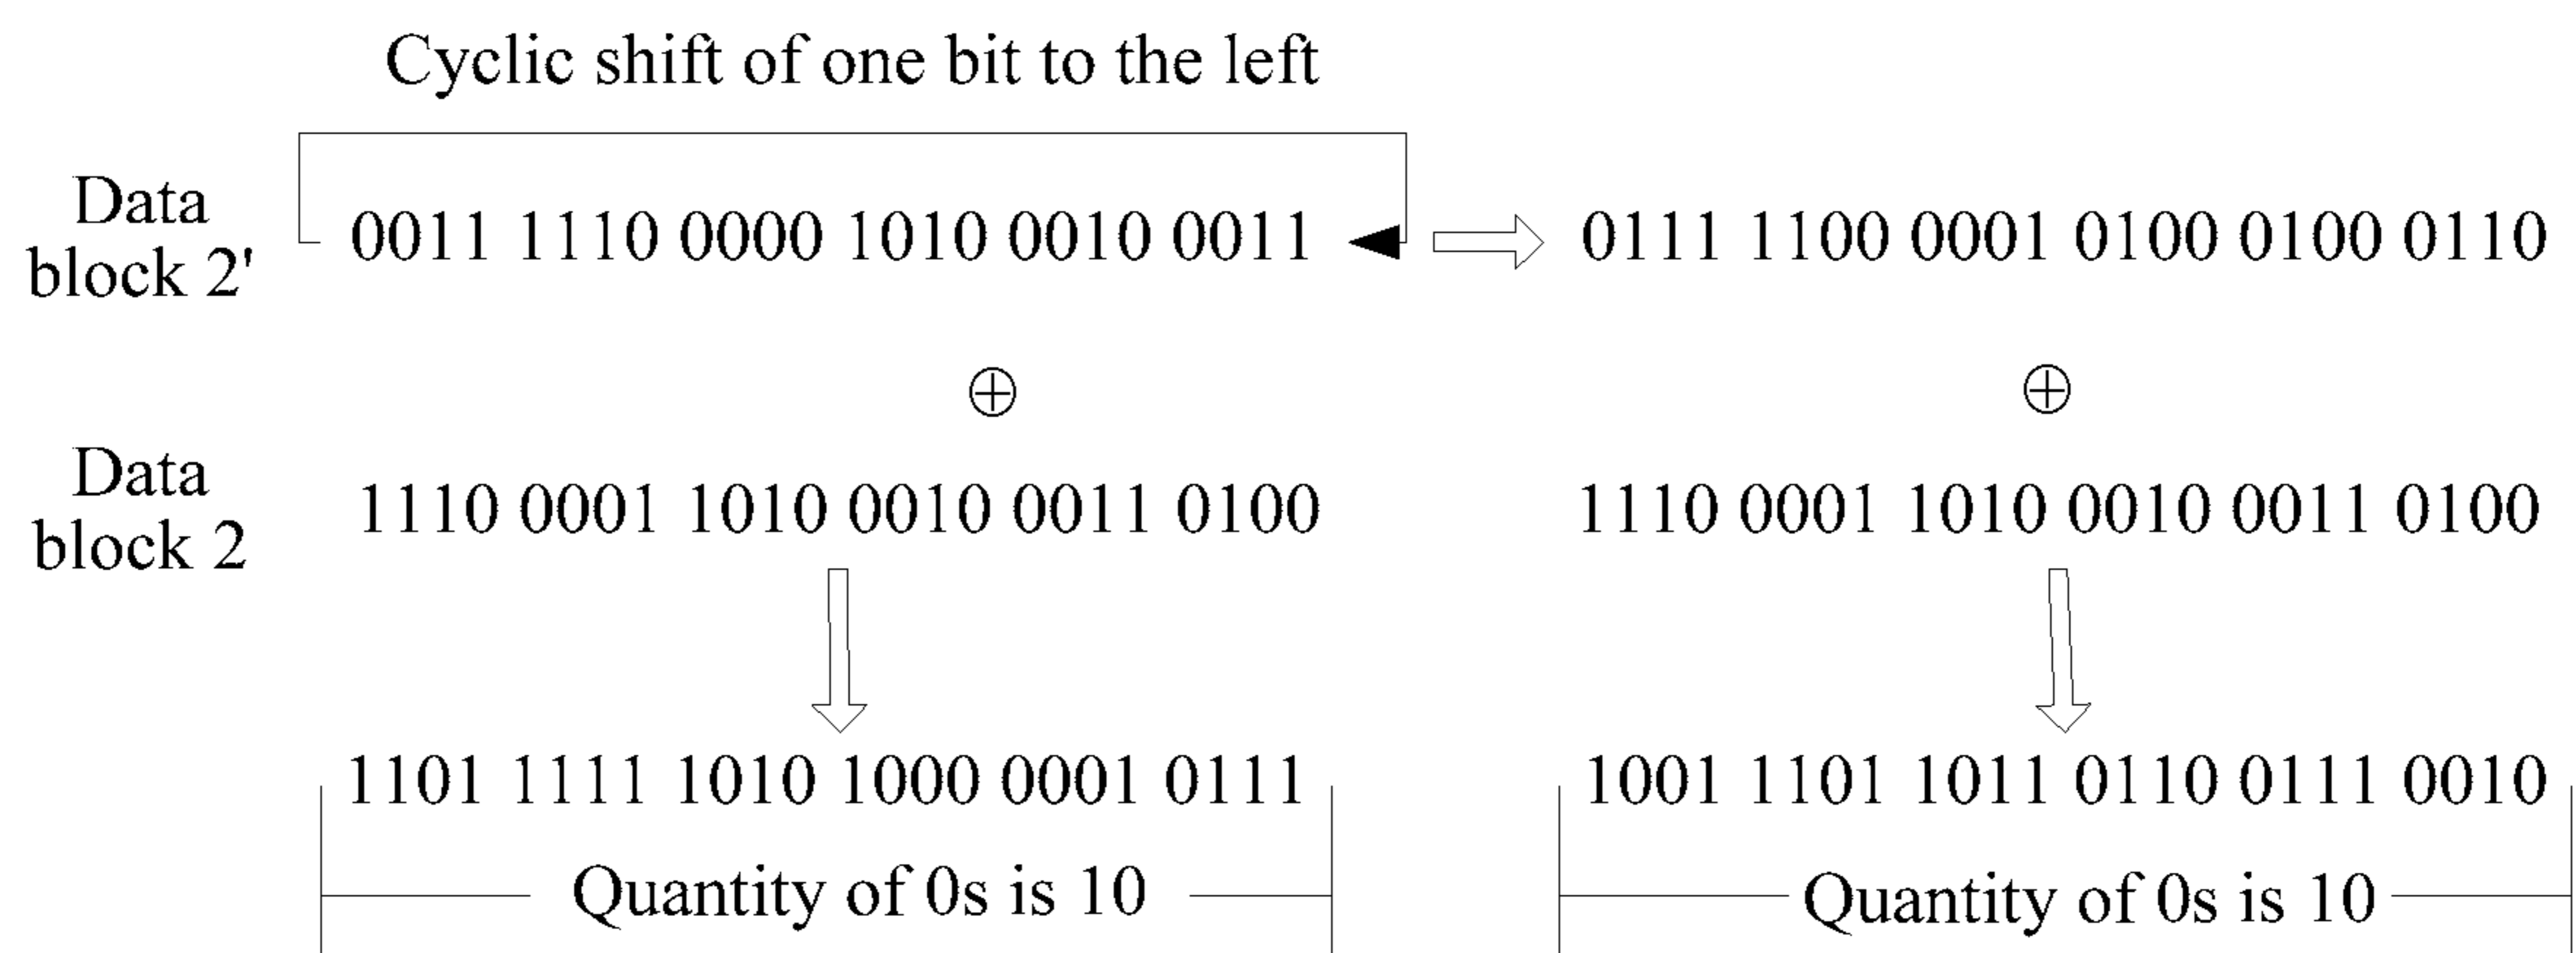 Cyclic shift of one bit to the left
Data
block 2'
0011 1110 0000 1010 0010 0011
0111 1100 0001 0100 0100 0110
⊕
⊕
Data
block 2
1110 0001 1010 0010 0011 0100
1110 0001 1010 0010 0011 0100
1101 1111 1010 1000 0001 0111
1001 1101 1011 0110 0111 0010
Quantity of 0s is 10
Quantity of 0s is 10